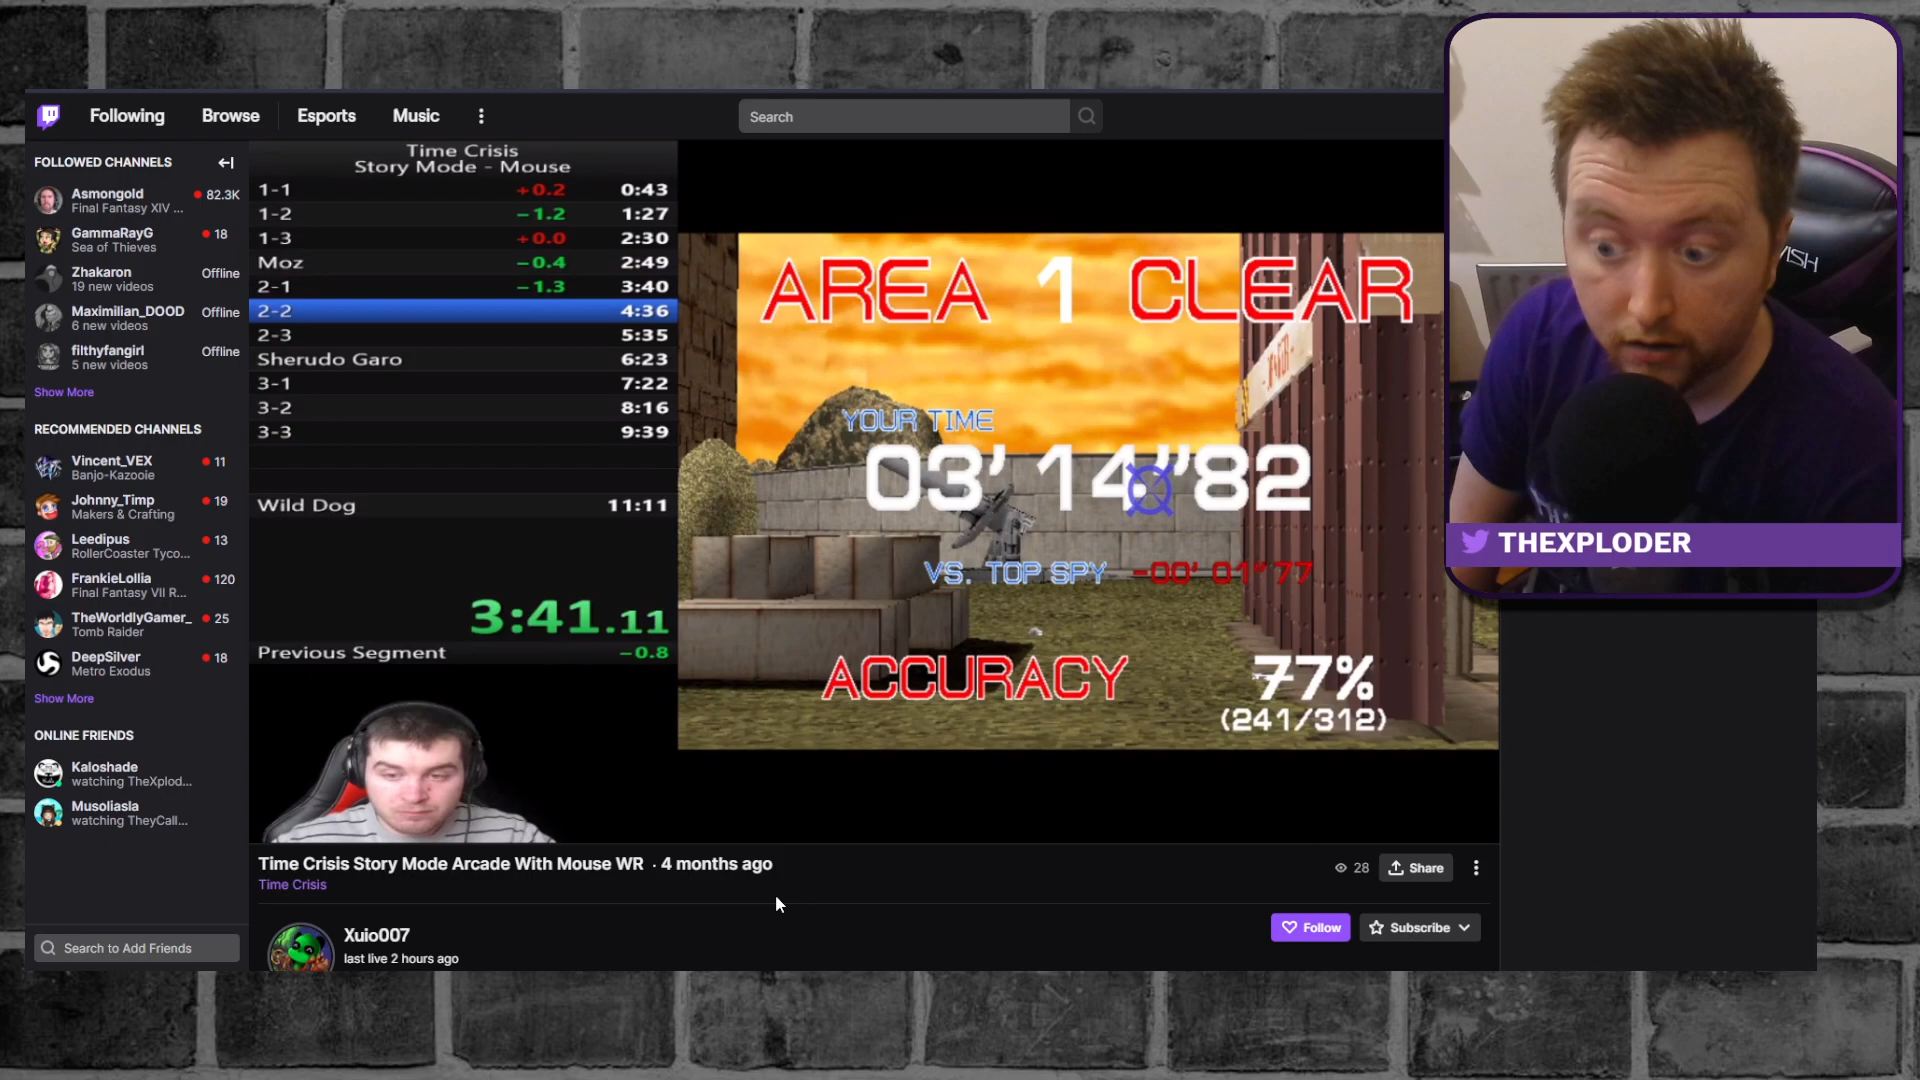 Following
Browse
Esports
Music
Search
FOLLOWED CHANNELS
Asmongold
82.3K
Final Fantasy XIV ...
GammaRayG
18
Sea of Thieves
Zhakaron
Offline
19 new videos
Maximilian_DOOD
Offline
6 new videos
filthyfangirl
Offline
5 new videos
Show More
RECOMMENDED CHANNELS
Vincent_VEX
11
Banjo-Kazooie
Johnny_Timp
19
Makers & Crafting
Leedipus
13
RollerCoaster Tyco...
FrankieLollia
120
Final Fantasy VII R...
TheWorldlyGamer_
25
Tomb Raider
DeepSilver
18
Metro Exodus
Show More
ONLINE FRIENDS
Kaloshade
watching TheXplod...
Musoliasla
watching TheyCall...
Search to Add Friends
Time Crisis
Story Mode - Mouse
1-1 +0.2 0:43
1-2 -1.2 1:27
1-3 +0.0 2:30
Moz -0.4 2:49
2-1 -1.3 3:40
2-2 4:36
2-3 5:35
Sherudo Garo 6:23
3-1 7:22
3-2 8:16
3-3 9:39
Wild Dog 11:11
3:41.11
Previous Segment -0.8
AREA 1 CLEAR
YOUR TIME
03' 14"82
VS. TOP SPY -00' 01"77
ACCURACY 77%
(241/312)
Time Crisis Story Mode Arcade With Mouse WR · 4 months ago
Time Crisis
28
Share
Xuio007
last live 2 hours ago
Follow
Subscribe
THEXPLODER